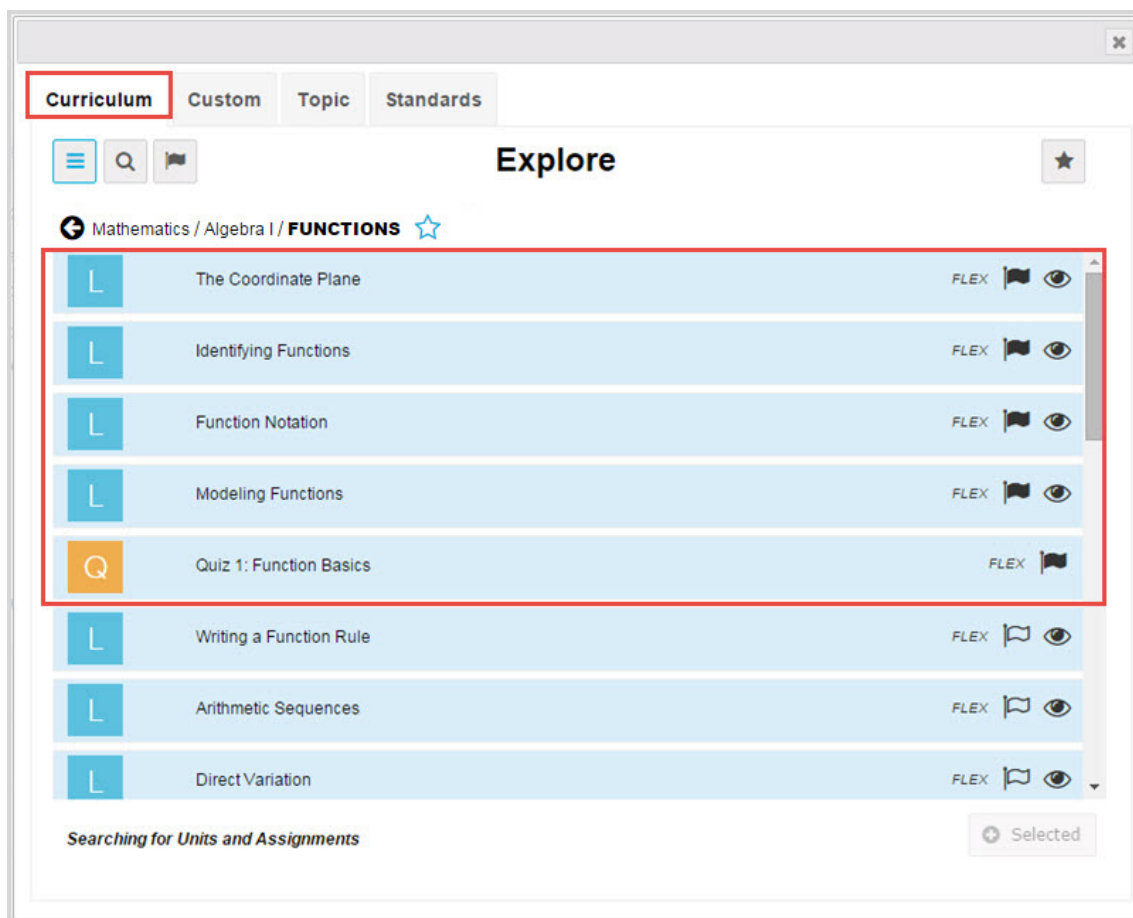 Curriculum Custom Topic Standards
Explore
Mathematics / Algebra I / FUNCTIONS
L The Coordinate Plane FLEX
L Identifying Functions FLEX
L Function Notation FLEX
L Modeling Functions FLEX
Q Quiz 1: Function Basics FLEX
L Writing a Function Rule FLEX
L Arithmetic Sequences FLEX
L Direct Variation FLEX
Searching for Units and Assignments Selected